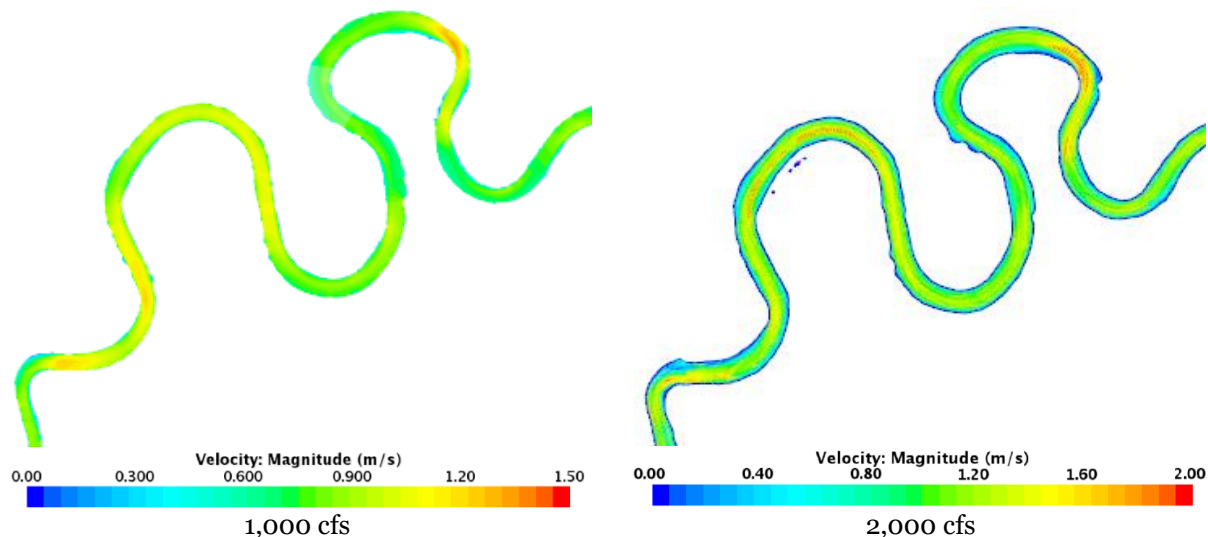 Velocity: Magnitude (m/s)
0.00 0.300 0.600 0.900 1.20 1.50
1,000 cfs
Velocity: Magnitude (m/s)
0.00 0.40 0.80 1.20 1.60 2.00
2,000 cfs